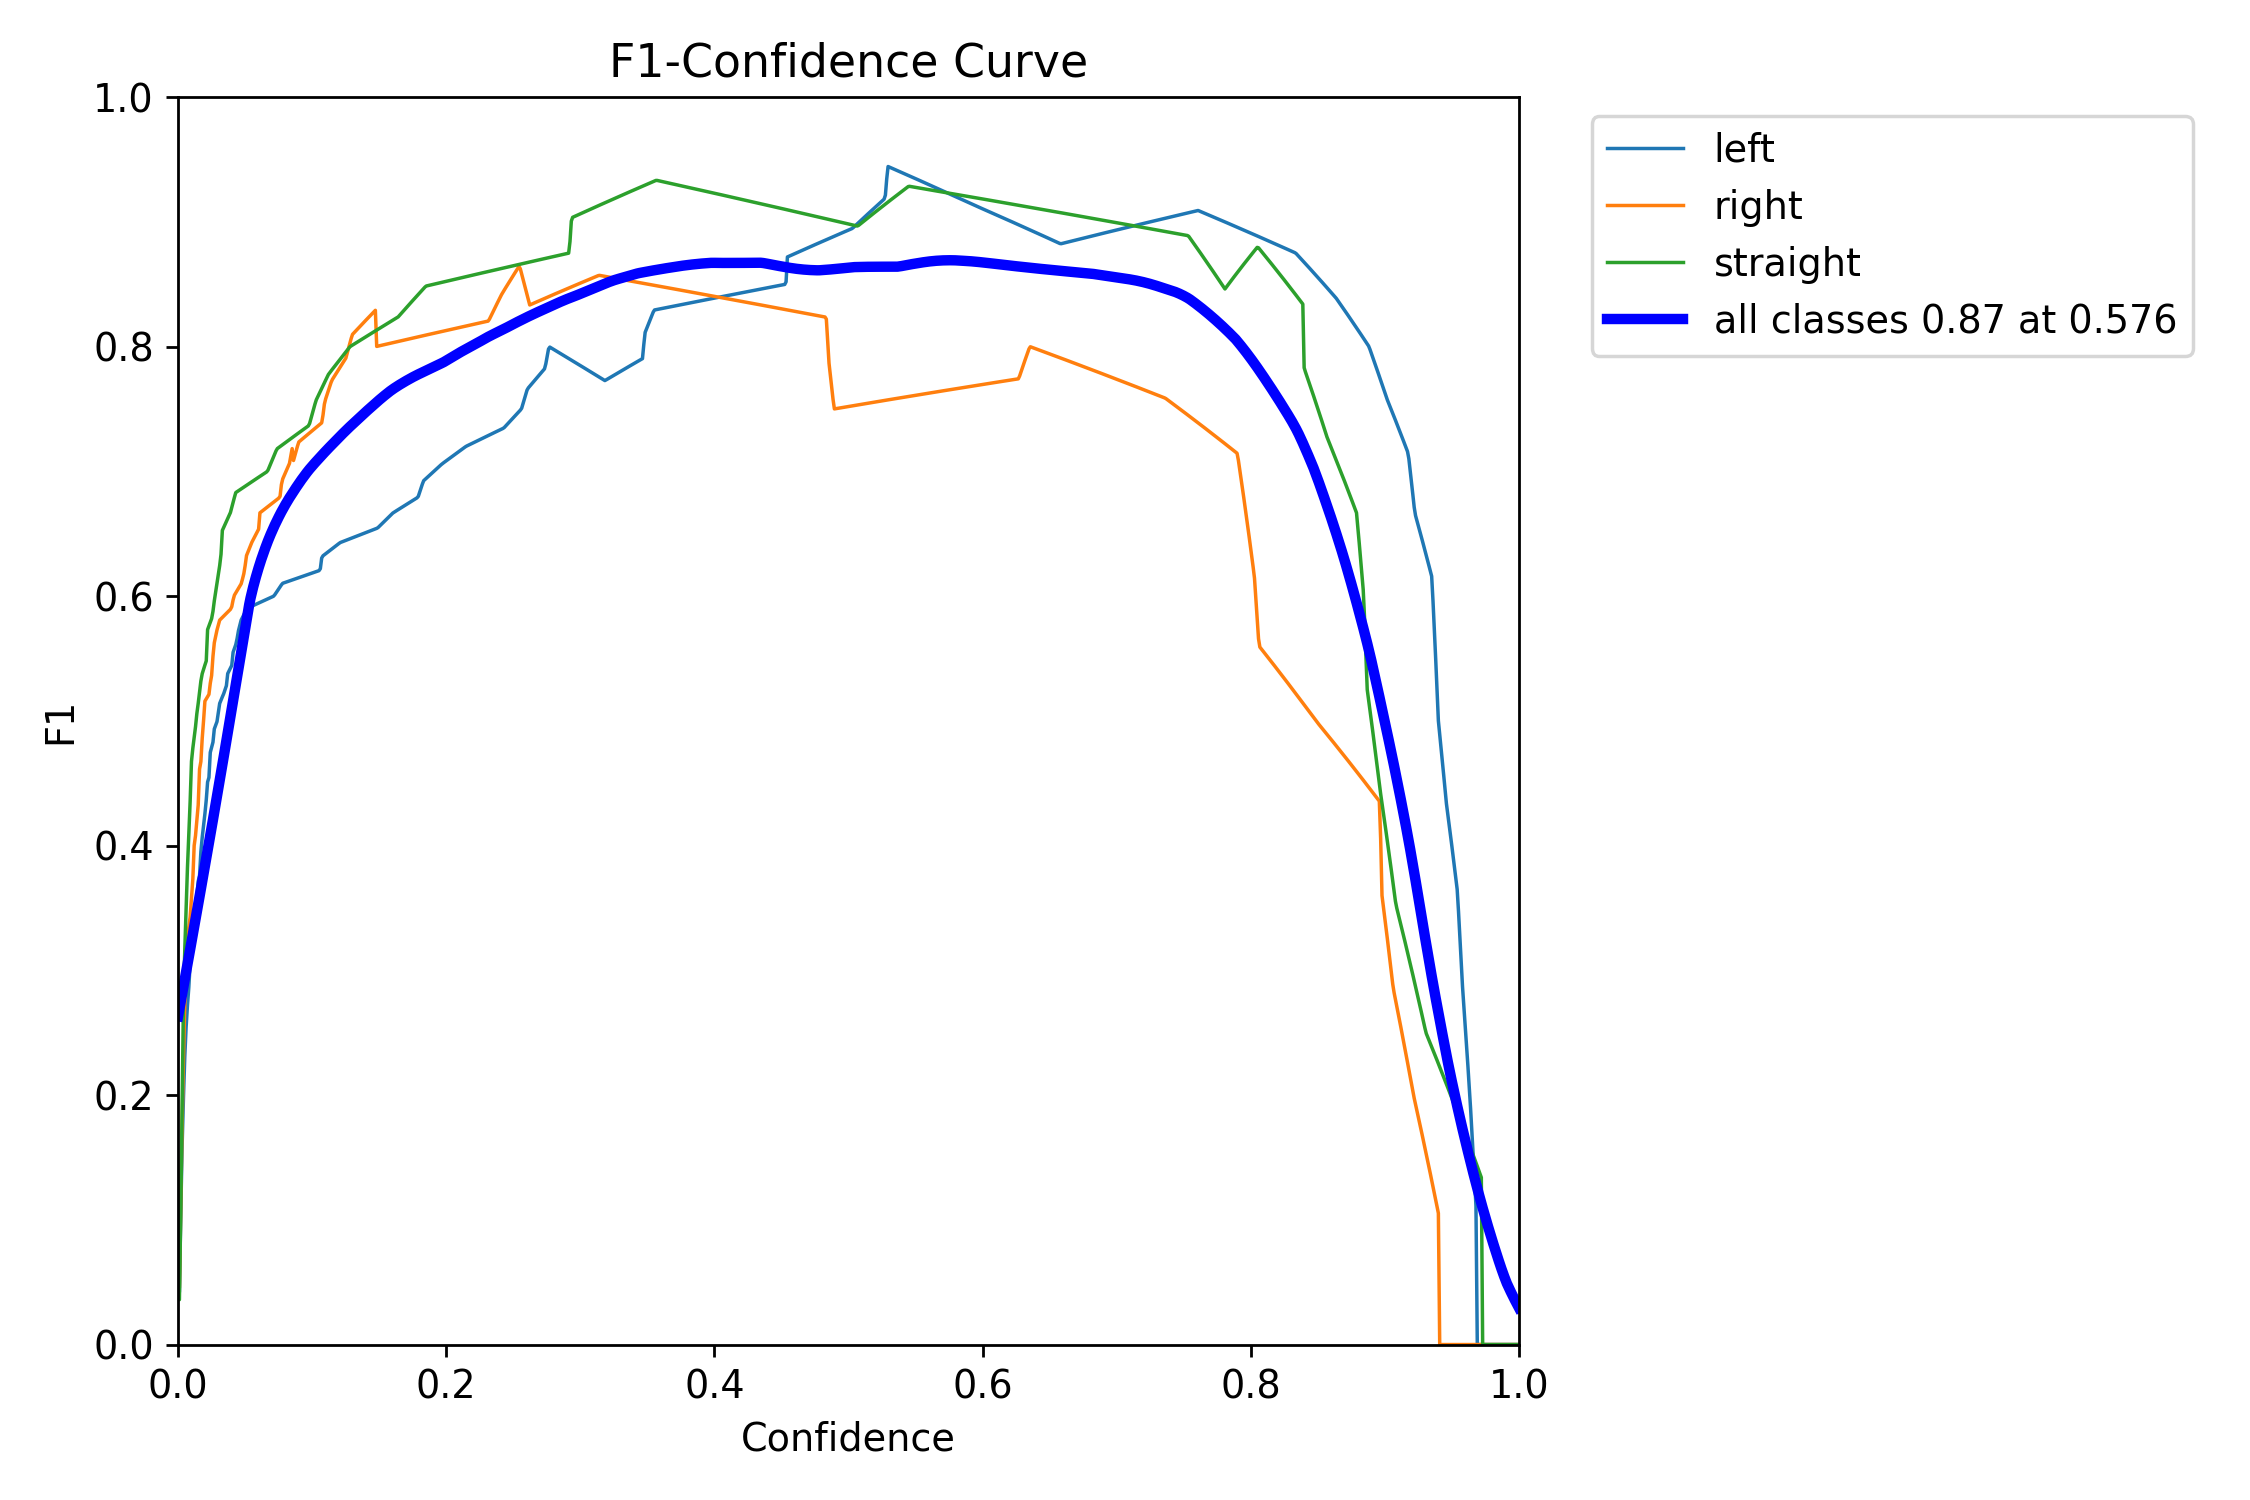 F1-Confidence Curve
1.0
0.8
0.6
0.4
0.2
0.0
F1
0.0 0.2 0.4 0.6 0.8 1.0
Confidence
left
right
straight
all classes 0.87 at 0.576